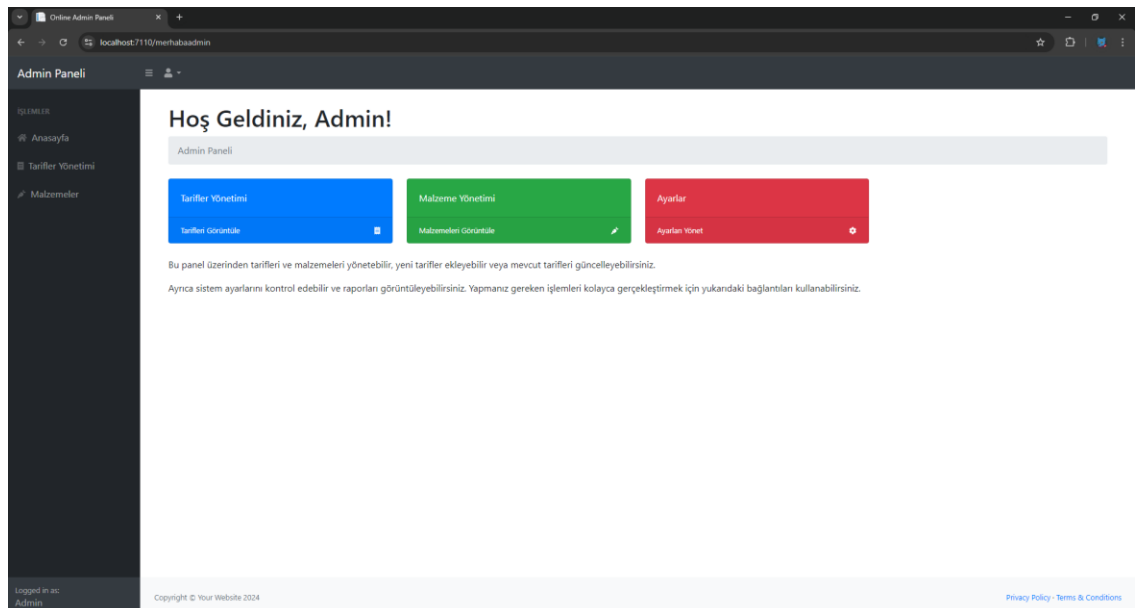 Online Admin Paneli
localhost:7110/merhabaadmin
Admin Paneli
İŞLEMLER
Anasayfa
Tarifler Yönetimi
Malzemeler
Hoş Geldiniz, Admin!
Admin Paneli
Tarifler Yönetimi
Tarifleri Görüntüle
Malzeme Yönetimi
Malzemeleri Görüntüle
Ayarlar
Ayarları Yönet
Bu panel üzerinden tarifleri ve malzemeleri yönetebilir, yeni tarifler ekleyebilir veya mevcut tarifleri güncelleyebilirsiniz.
Ayrıca sistem ayarlarını kontrol edebilir ve raporları görüntüleyebilirsiniz. Yapmanız gereken işlemleri kolayca gerçekleştirmek için yukarıdaki bağlantıları kullanabilirsiniz.
Logged in as:
Admin
Copyright © Your Website 2024
Privacy Policy · Terms & Conditions